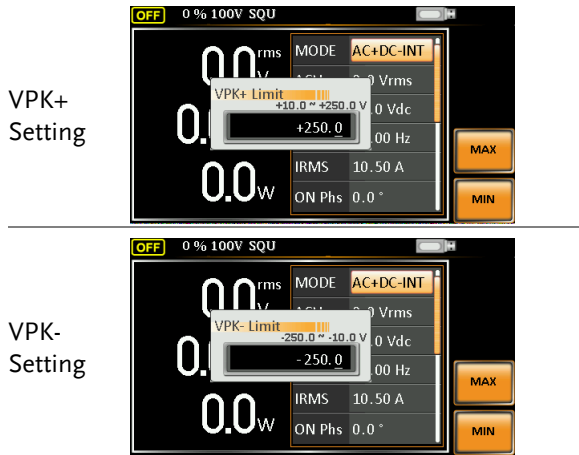 VPK+
Setting
OFF 0 % 100V SQU
0.0 rms
V
MODE AC+DC-INT
0 Vrms
VPK+ Limit
+10.0 ~ +250.0 V
+250.0
0.
.0 Vdc
.00 Hz
0.0 W
IRMS 10.50 A
ON Phs 0.0 °
MAX
MIN
VPK-
Setting
OFF 0 % 100V SQU
0.0 rms
V
MODE AC+DC-INT
0 Vrms
VPK- Limit
-250.0 ~ -10.0 V
-250.0
0.
.0 Vdc
.00 Hz
0.0 W
IRMS 10.50 A
ON Phs 0.0 °
MAX
MIN